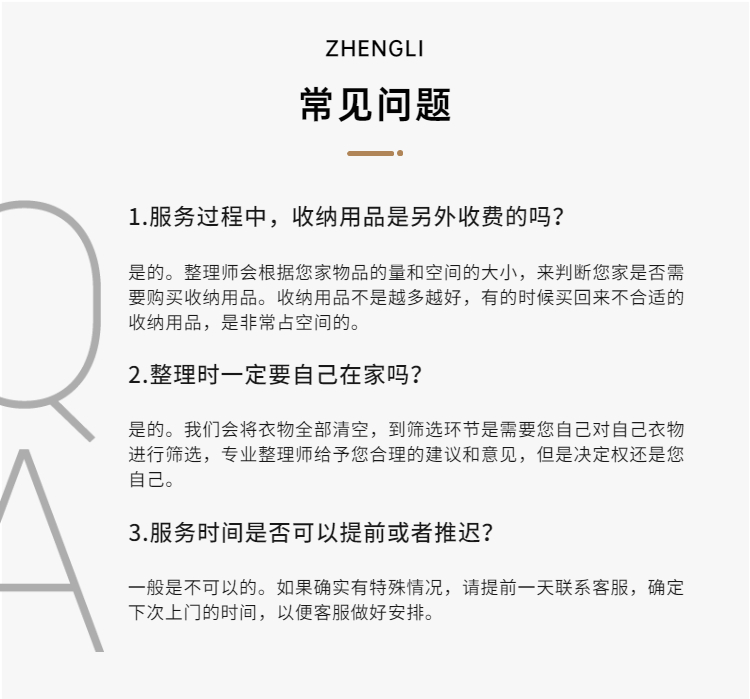 ZHENGLI
常见问题
Q
1.服务过程中，收纳用品是另外收费的吗？
是的。整理师会根据您家物品的量和空间的大小，来判断您家是否需
要购买收纳用品。收纳用品不是越多越好，有的时候买回来不合适的
收纳用品，是非常占空间的。
2.整理时一定要自己在家吗？
是的。我们会将衣物全部清空，到筛选环节是需要您自己对自己衣物
进行筛选，专业整理师给予您合理的建议和意见，但是决定权还是您
自己。
A
3.服务时间是否可以提前或者推迟？
一般是不可以的。如果确实有特殊情况，请提前一天联系客服，确定
下次上门的时间，以便客服做好安排。